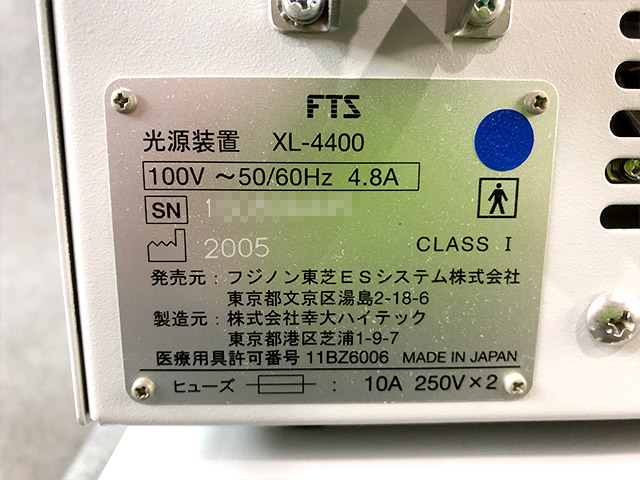 FTS
光源装置 XL-4400
100V ～50/60Hz 4.8A
SN 1
2005
CLASS I
発売元：フジノン東芝ESシステム株式会社
東京都文京区湯島2-18-6
製造元：株式会社幸大ハイテック
東京都港区芝浦1-9-7
医療用具許可番号 11BZ6006 MADE IN JAPAN
ヒューズ ： 10A 250V×2